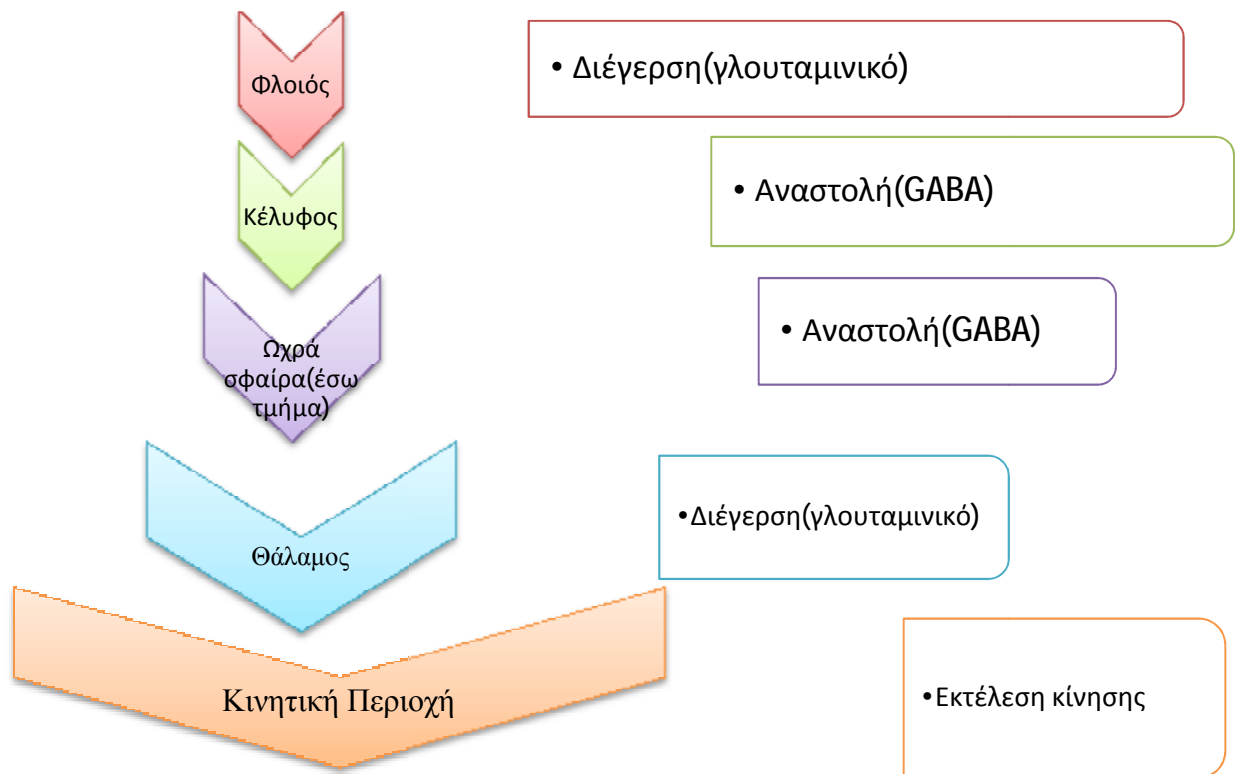 Φλοιός
• Διέγερση(γλουταμινικό)
Κέλυφος
• Αναστολή(GABA)
Ωχρά
σφαίρα(έσω
τμήμα)
• Αναστολή(GABA)
Θάλαμος
•Διέγερση(γλουταμινικό)
Κινητική Περιοχή
•Εκτέλεση κίνησης